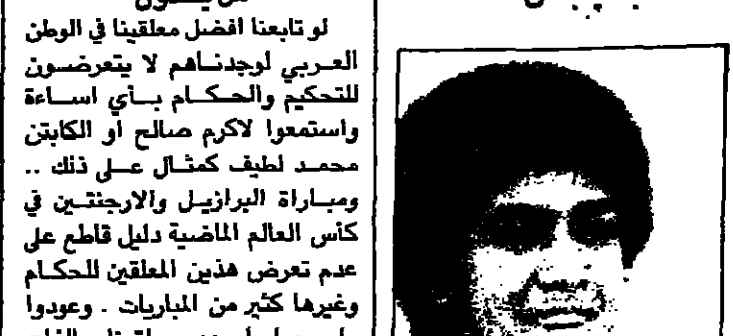 لو تابعنا افضل معلقينا في الوطن
العربي لوجدناهم لا يتعرضون
للتحكيم والحكام بأي اساءة
واستمعوا لاكرم صالح او الكابتن
محمد لطيف كمثال على ذلك ..
ومباراة البرازيل والارجنتين في
كأس العالم الماضية دليل قاطع على
عدم تعرض هذين المعلقين للحكام
وغيرها كثير من المباريات . وعودوا